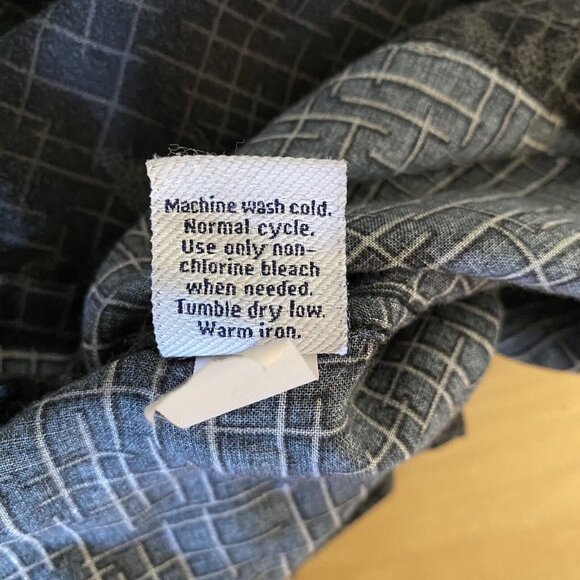 Machine wash cold.
Normal cycle.
Use only non-
chlorine bleach
when needed.
Tumble dry low.
Warm iron.